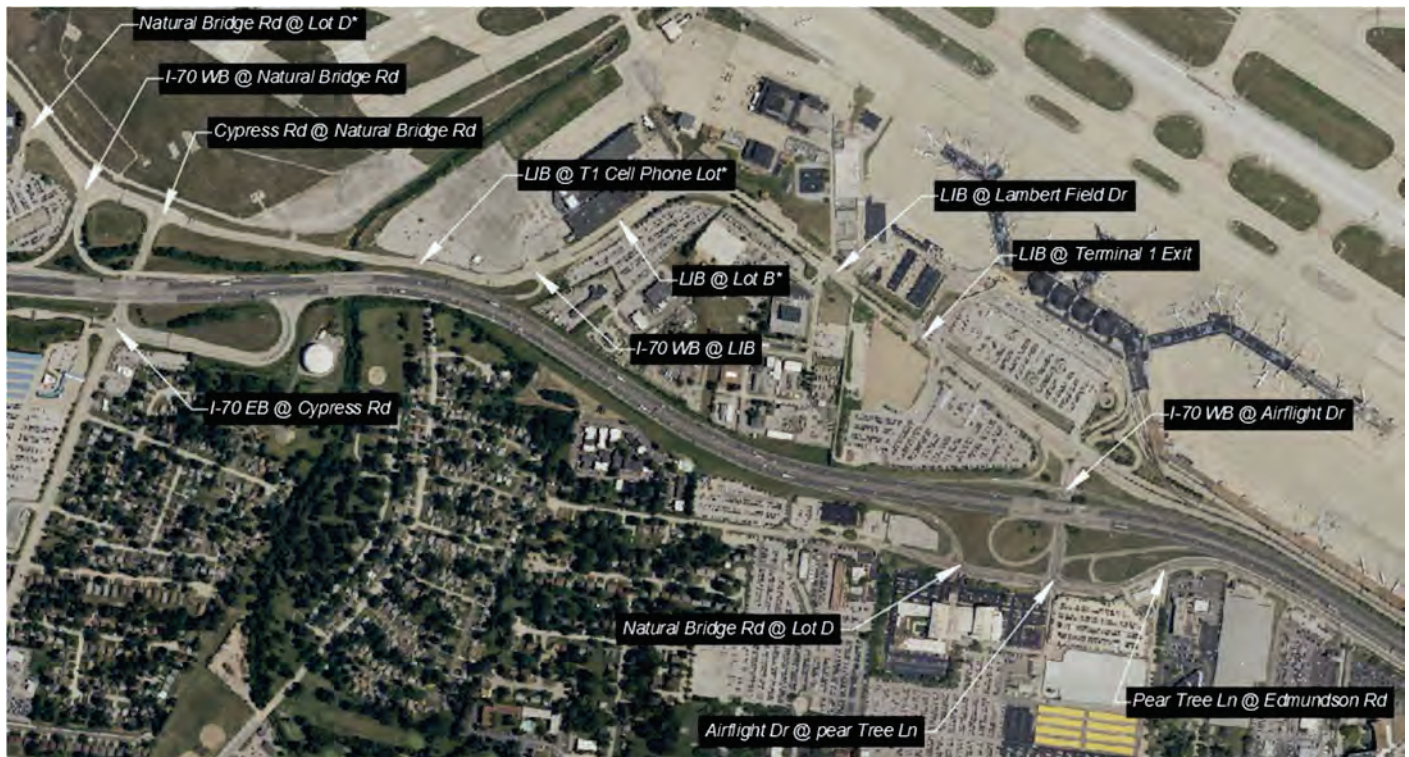 Natural Bridge Rd @ Lot D*
I-70 WB @ Natural Bridge Rd
Cypress Rd @ Natural Bridge Rd
LIB @ T1 Cell Phone Lot*
LIB @ Lambert Field Dr
LIB @ Terminal 1 Exit
LIB @ Lot B*
I-70 WB @ LIB
I-70 EB @ Cypress Rd
I-70 WB @ Airflight Dr
Natural Bridge Rd @ Lot D
Pear Tree Ln @ Edmundson Rd
Airflight Dr @ pear Tree Ln